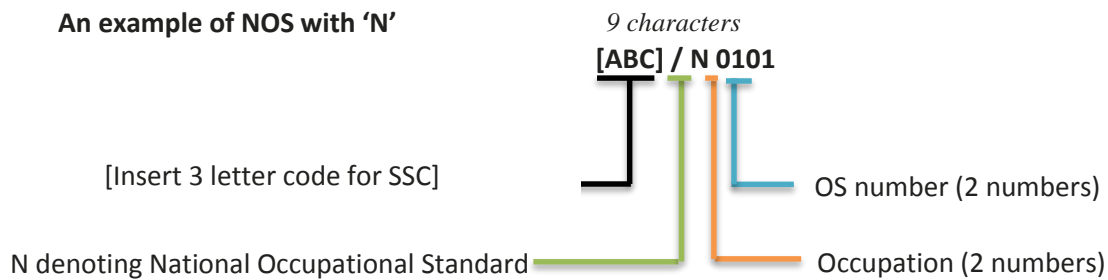 An example of NOS with ‘N’
9 characters
[ABC] / N 0101
[Insert 3 letter code for SSC]
OS number (2 numbers)
N denoting National Occupational Standard
Occupation (2 numbers)